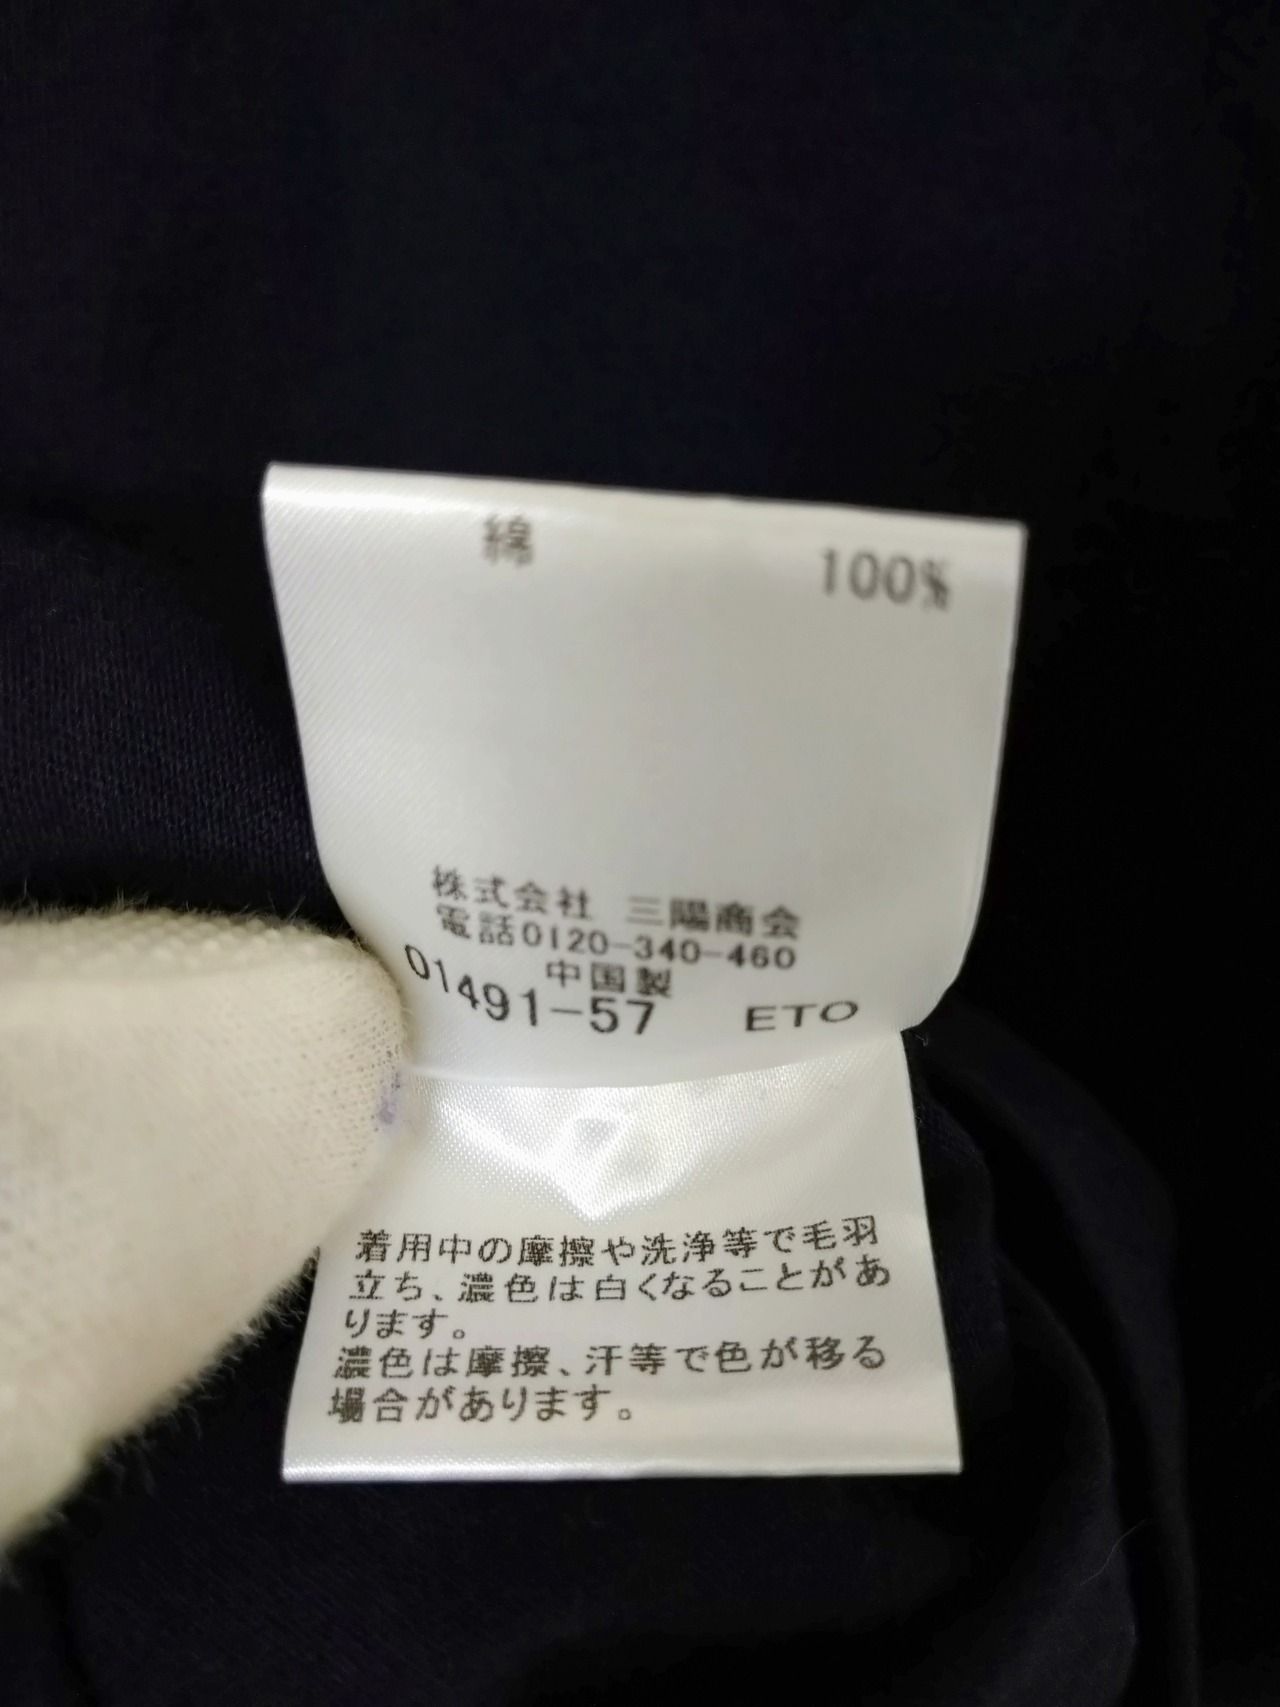 綿 100%
株式会社 三陽商会
電話0120-340-460
中国製
01491-57 ETO
着用中の摩擦や洗浄等で毛羽
立ち、濃色は白くなることがあ
ります。
濃色は摩擦、汗等で色が移る
場合があります。